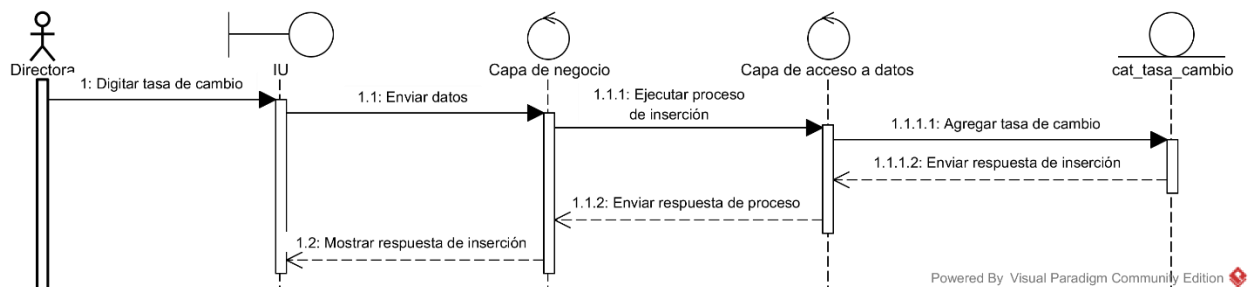 Directora
IU
Capa de negocio
Capa de acceso a datos
cat_tasa_cambio
1: Digitar tasa de cambio
1.1: Enviar datos
1.1.1: Ejecutar proceso
de inserción
1.1.1.1: Agregar tasa de cambio
1.1.1.2: Enviar respuesta de inserción
1.1.2: Enviar respuesta de proceso
1.2: Mostrar respuesta de inserción
Powered By Visual Paradigm Community Edition